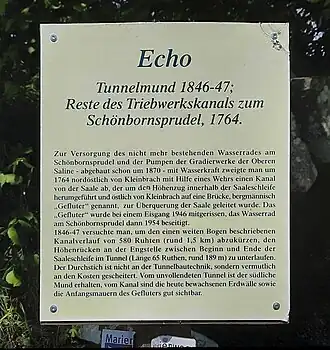 Echo
Tunnelmund 1846-47;
Reste des Triebwerkskanals zum
Schönbornsprudel, 1764.
Zur Versorgung des nicht mehr bestehenden Wasserrades am
Schönbornsprudel und der Pumpen der Gradierwerke der Oberen
Saline - abgebaut schon um 1870 - mit Wasserkraft zweigte man um
1764 nordöstlich von Kleinbrach mit Hilfe eines Wehrs einen Kanal
von der Saale ab, der um den Höhenzug innerhalb der Saaleschleife
herumgeführt und östlich von Kleinbrach auf eine Brücke, bergmännisch
„Gefluter" genannt, zur Überquerung der Saale geleitet wurde. Das
„Gefluter" wurde bei einem Eisgang 1946 mitgerissen, das Wasserrad
am Schönbornsprudel dann 1954 beseitigt.
1846-47 versuchte man, um den einen weiten Bogen beschriebenen
Kanalverlauf von 580 Ruhten (rund 1,5 km) abzukürzen, den
Höhenrücken an der Engstelle zwischen Beginn und Ende der
Saaleschleife im Tunnel (Länge 65 Ruthen, rund 189 m) zu unterlaufen.
Der Durchstich ist nicht an der Tunnelbautechnik, sondern vermutlich
an den Kosten gescheitert. Vom unvollendeten Tunnel ist der südliche
Mund erhalten, vom Kanal sind die heute bewachsenen Erdwälle sowie
die Anfangsmauern des Gefluters gut sichtbar.